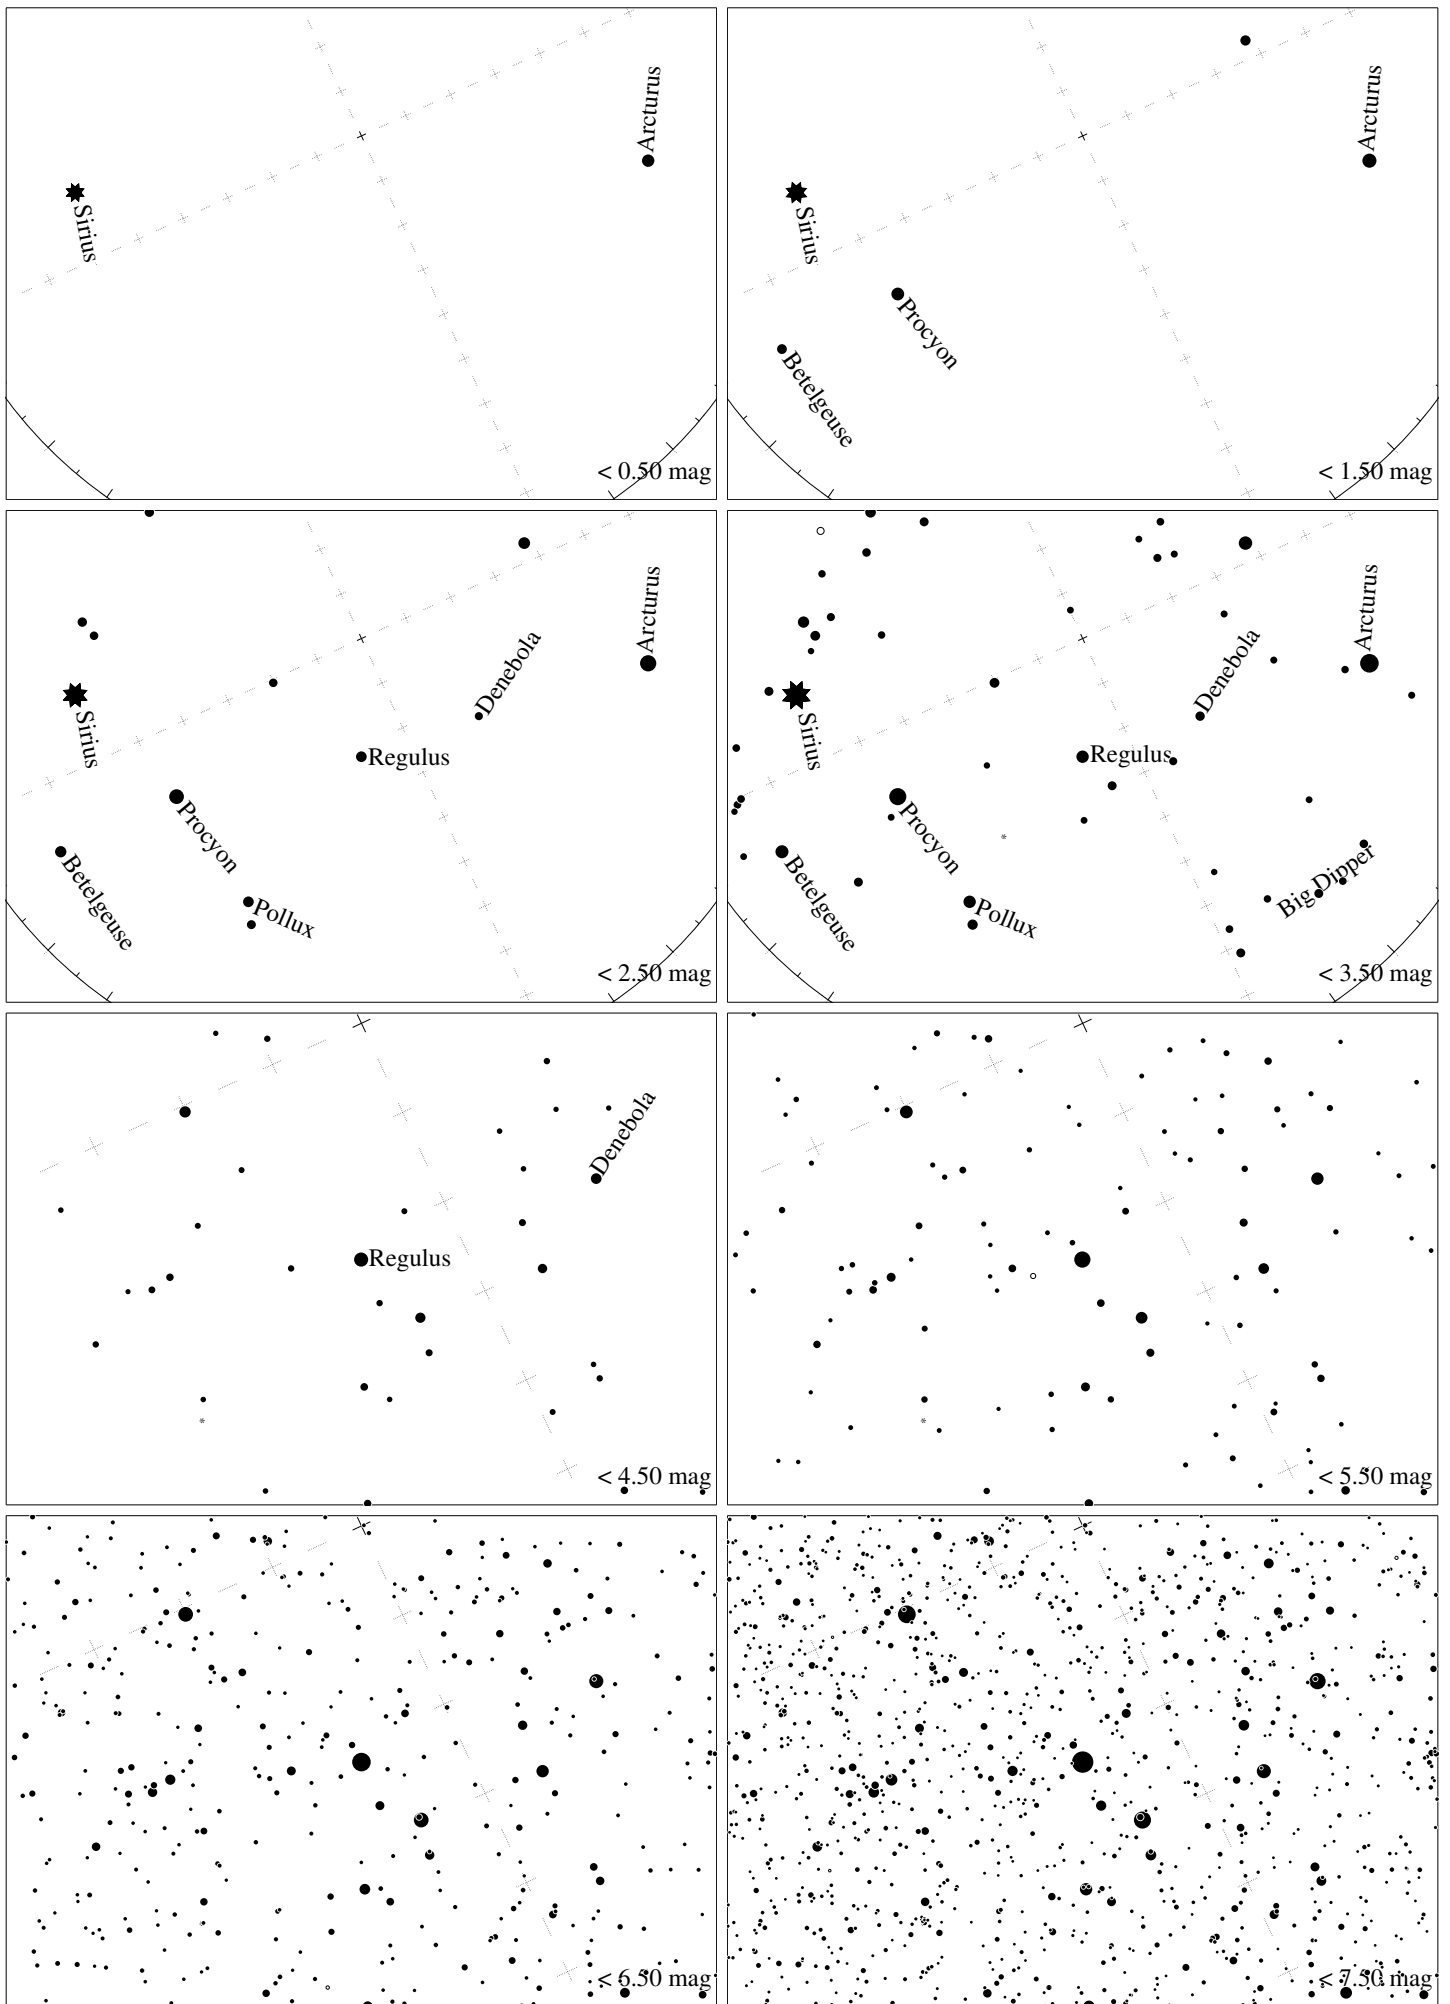 Arcturus
Sirius
< 0.50 mag
Arcturus
Sirius
Procyon
Betelgeuse
< 1.50 mag
Arcturus
Denebola
Sirius
Regulus
Procyon
Betelgeuse
Pollux
< 2.50 mag
Arcturus
Denebola
Sirius
Regulus
Procyon
Betelgeuse
Big Dipper
Pollux
< 3.50 mag
Denebola
Regulus
< 4.50 mag
< 5.50 mag
< 6.50 mag
< 7.50 mag